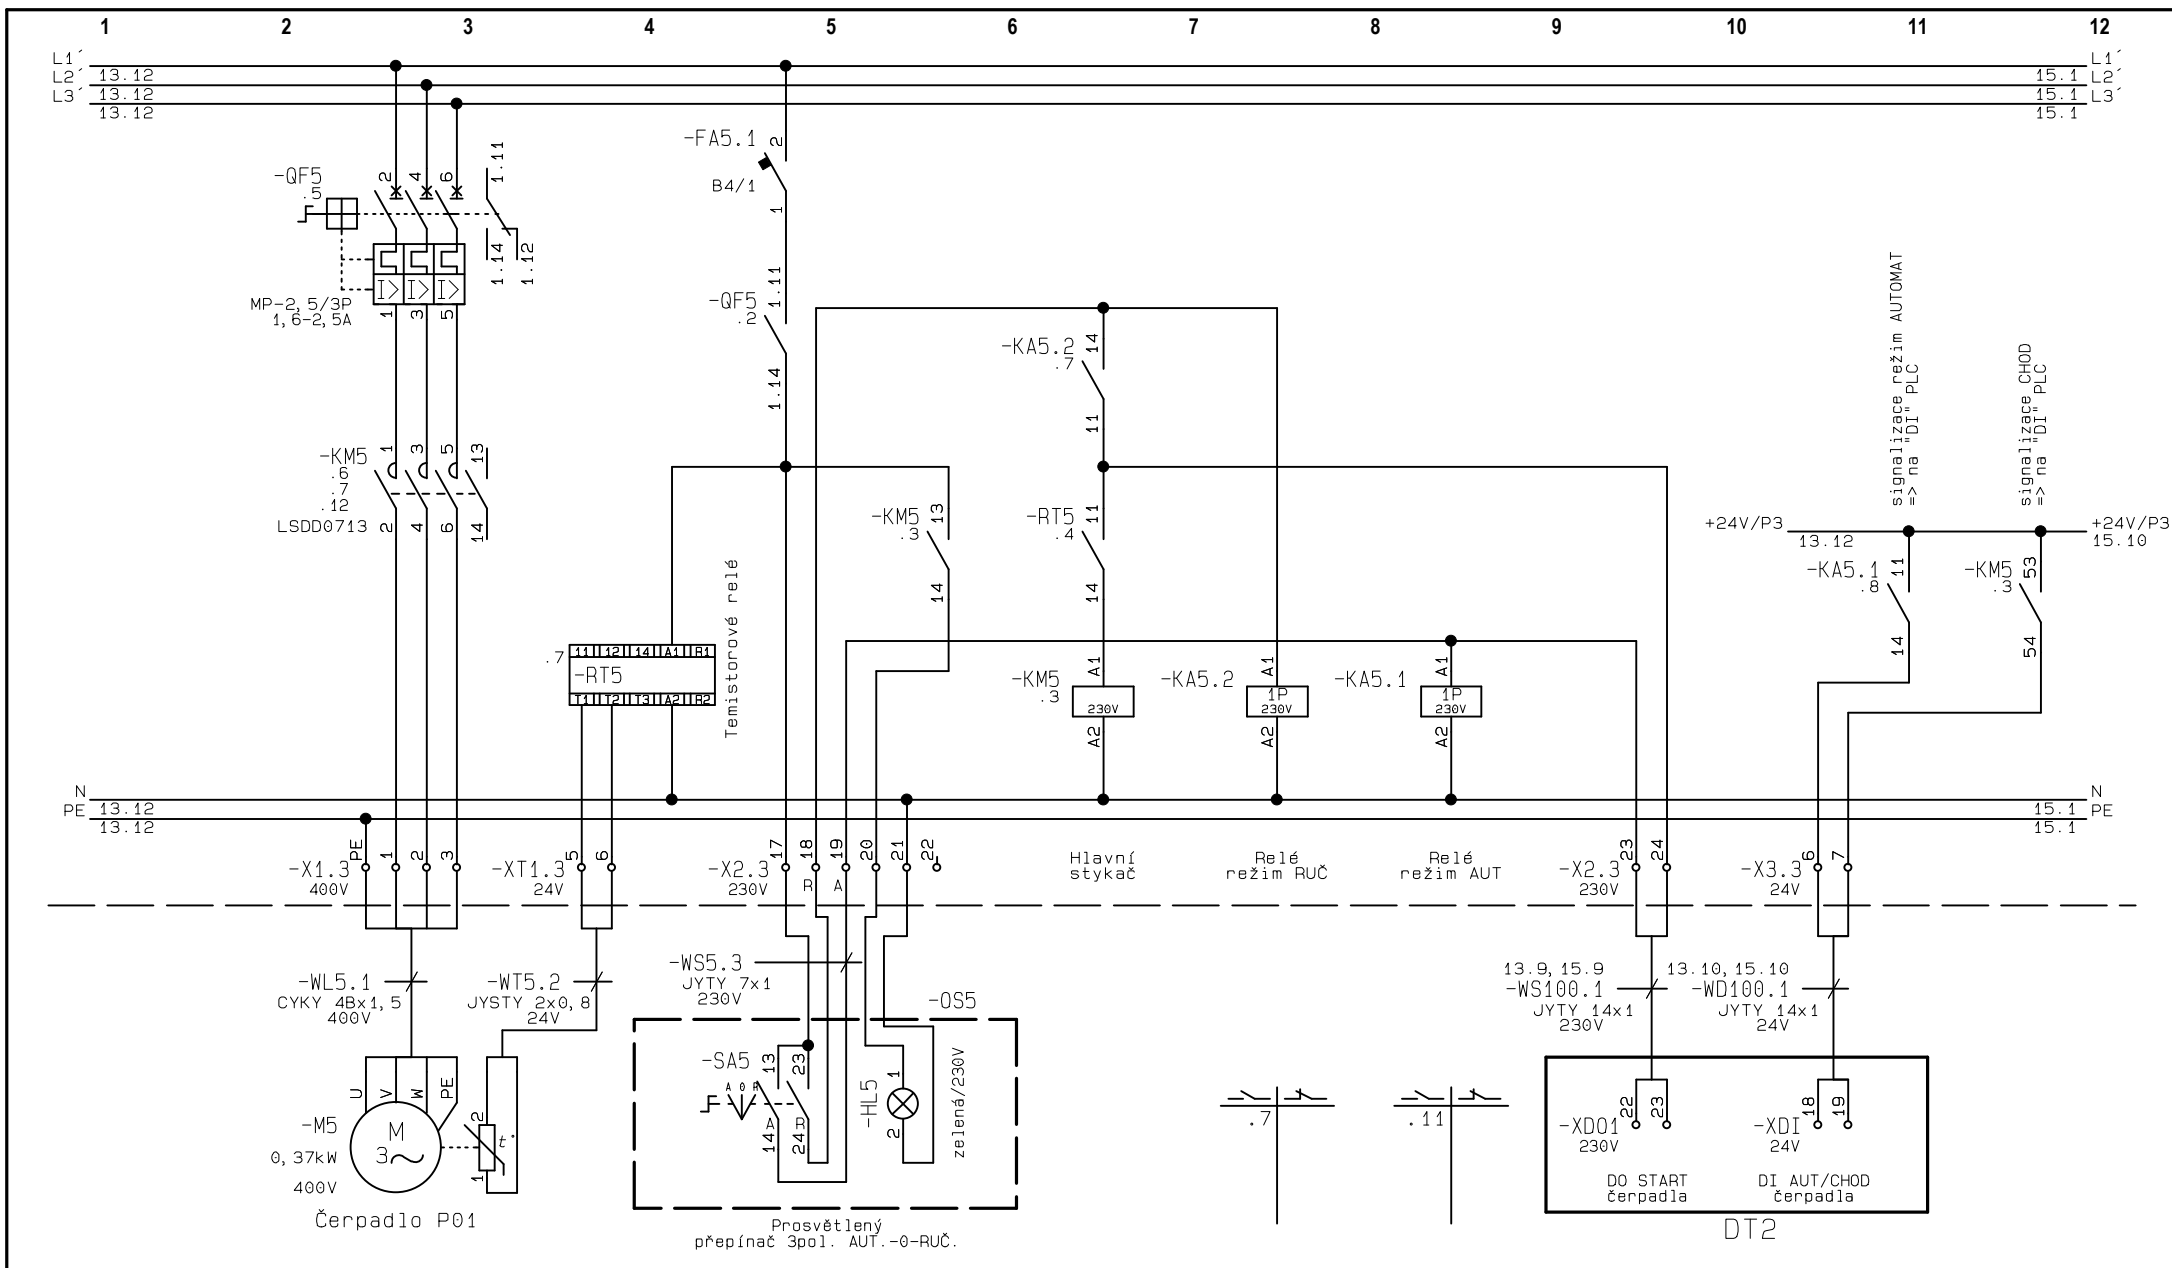 1 2 3 4 5 6 7 8 9 10 11 12
L1´ L1´
L2´ 13.12 15.1 L2´
L3´ 13.12 15.1 L3´
13.12 15.1
-QF5
.5
2 4 6 1.11
1.14 1.12
I> I> I>
MP-2,5/3P
1,6-2,5A
1 3 5
-KM5
.6
.7
.12
LSDD0713
1 3 5 13
2 4 6 14
-FA5.1 2
B4/1
1
-QF5 1.11
.2
1.14
-KM5 13
.3
14
.7
11 12 14 A1 R1
-RT5
T1 T2 T3 A2 R2
Temistorové relé
-KA5.2 14
.7
11
-RT5 11
.4
14
-KM5 A1
.3
230V
A2
-KA5.2 A1
1P
230V
A2
-KA5.1 A1
1P
230V
A2
signalizace režim AUTOMAT
=> na "DI" PLC
signalizace CHOD
=> na "DI" PLC
+24V/P3 +24V/P3
13.12 15.10
-KA5.1 11
.8
14
-KM5 53
.3
54
N N
PE 13.12 15.1 PE
13.12 15.1
-X1.3 PE 1 2 3
400V
-XT1.3 5 6
24V
-X2.3 17 18 19 20 21 22
230V R A
Hlavní
stykač
Relé
režim RUČ
Relé
režim AUT
-X2.3 23 24
230V
-X3.3 6 7
24V
-WL5.1
CYKY 4Bx1,5
400V
-WT5.2
JYSTY 2x0,8
24V
-WS5.3
JYTY 7x1
230V
-OS5
13.9,15.9
-WS100.1
JYTY 14x1
230V
13.10,15.10
-WD100.1
JYTY 14x1
24V
U V W PE
-M5
M
3
0,37kW
400V
2
t°
1
Čerpadlo P01
-SA5 13 23
A 0 R
A R
14 24
-HL5
1
2
zelená/230V
Prosvětlený
přepínač 3pol. AUT.-0-RUČ.
.7
.11
-XDO1 22 23
230V
DO START
čerpadla
-XDI 18 19
24V
DI AUT/CHOD
čerpadla
DT2